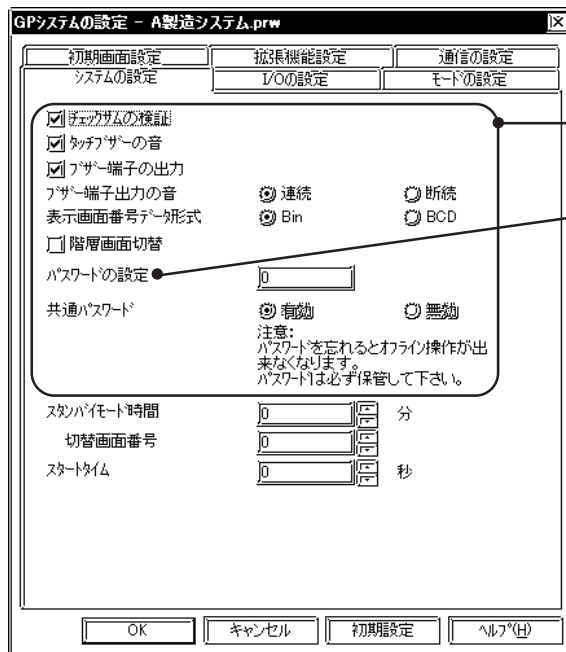 GPシステムの設定 - A製造システム.prw
初期画面設定 拡張機能設定 通信の設定
システムの設定 I/Oの設定 モードの設定
チェックサムの検証
タッチブザーの音
ブザー端子の出力
ブザー端子出力の音 連続 断続
表示画面番号データ形式 Bin BCD
階層画面切替
パスワードの設定 0
共通パスワード 有効 無効
注意:
パスワードを忘れるとオフライン操作が出
来なくなります。
パスワードは必ず保管して下さい。
スタンバイモード時間 0 分
切替画面番号 0
スタートタイム 0 秒
OK キャンセル 初期設定 ヘルプ(H)